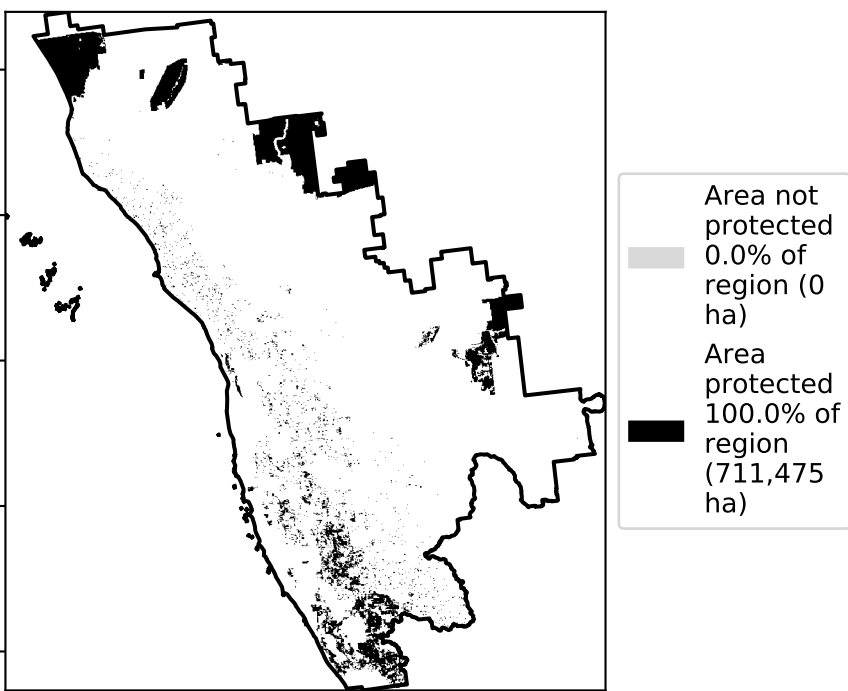 Area not
protected
0.0% of
region (0
ha)
Area
protected
100.0% of
region
(711,475
ha)